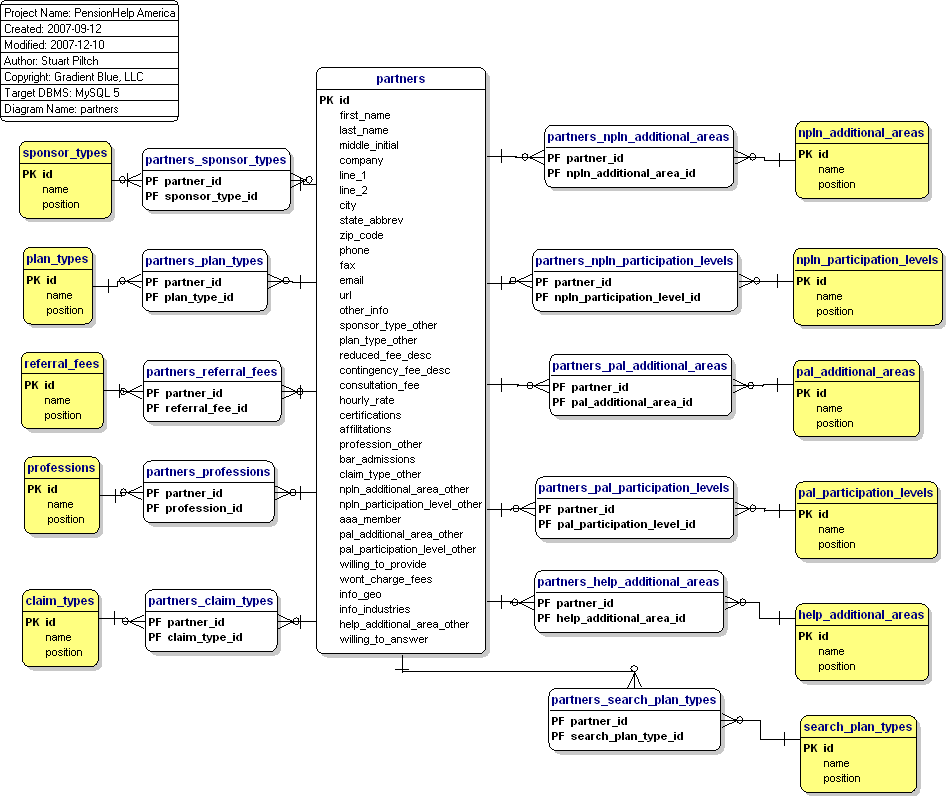 Project Name: PensionHelp America
Created: 2007-09-12
Modified: 2007-12-10
Author: Stuart Piltch
Copyright: Gradient Blue, LLC
Target DBMS: MySQL 5
Diagram Name: partners
sponsor_types
PK id
name
position
partners_sponsor_types
PF partner_id
PF sponsor_type_id
plan_types
PK id
name
position
partners_plan_types
PF partner_id
PF plan_type_id
referral_fees
PK id
name
position
partners_referral_fees
PF partner_id
PF referral_fee_id
professions
PK id
name
position
partners_professions
PF partner_id
PF profession_id
claim_types
PK id
name
position
partners_claim_types
PF partner_id
PF claim_type_id
partners
PK id
first_name
last_name
middle_initial
company
line_1
line_2
city
state_abbrev
zip_code
phone
fax
email
url
other_info
sponsor_type_other
plan_type_other
reduced_fee_desc
contingency_fee_desc
consultation_fee
hourly_rate
certifications
affilitations
profession_other
bar_admissions
claim_type_other
npln_additional_area_other
npln_participation_level_other
aaa_member
pal_additional_area_other
pal_participation_level_other
willing_to_provide
wont_charge_fees
info_geo
info_industries
help_additional_area_other
willing_to_answer
partners_npln_additional_areas
PF partner_id
PF npln_additional_area_id
npln_additional_areas
PK id
name
position
partners_npln_participation_levels
PF partner_id
PF npln_participation_level_id
npln_participation_levels
PK id
name
position
partners_pal_additional_areas
PF partner_id
PF pal_additional_area_id
pal_additional_areas
PK id
name
position
partners_pal_participation_levels
PF partner_id
PF pal_participation_level_id
pal_participation_levels
PK id
name
position
partners_help_additional_areas
PF partner_id
PF help_additional_area_id
help_additional_areas
PK id
name
position
partners_search_plan_types
PF partner_id
PF search_plan_type_id
search_plan_types
PK id
name
position